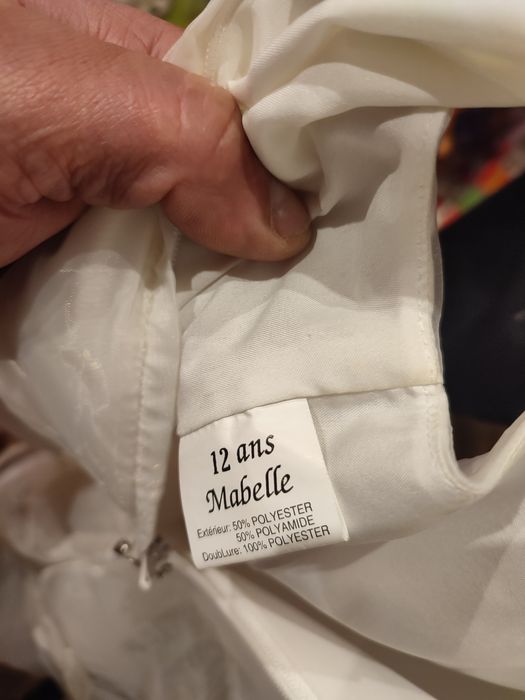 12 ans
Mabelle
Extérieur: 50% POLYESTER
50% POLYAMIDE
DoubLure: 100% POLYESTER